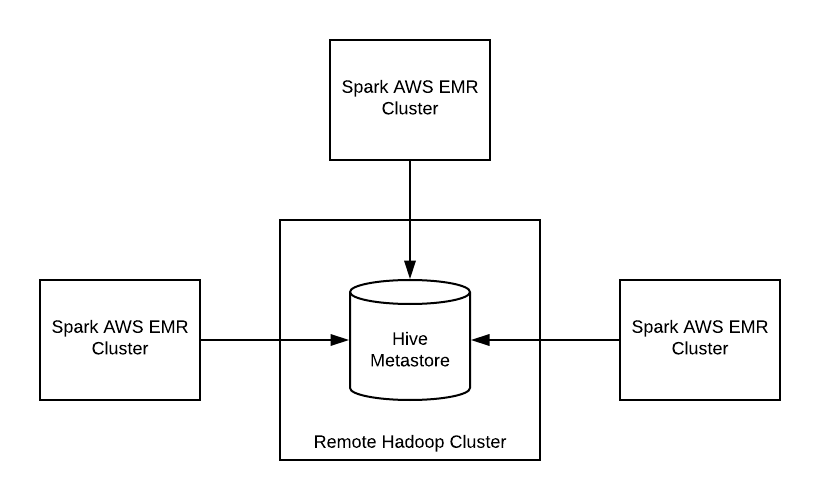 Spark AWS EMR
Cluster
Spark AWS EMR
Cluster
Hive
Metastore
Spark AWS EMR
Cluster
Remote Hadoop Cluster